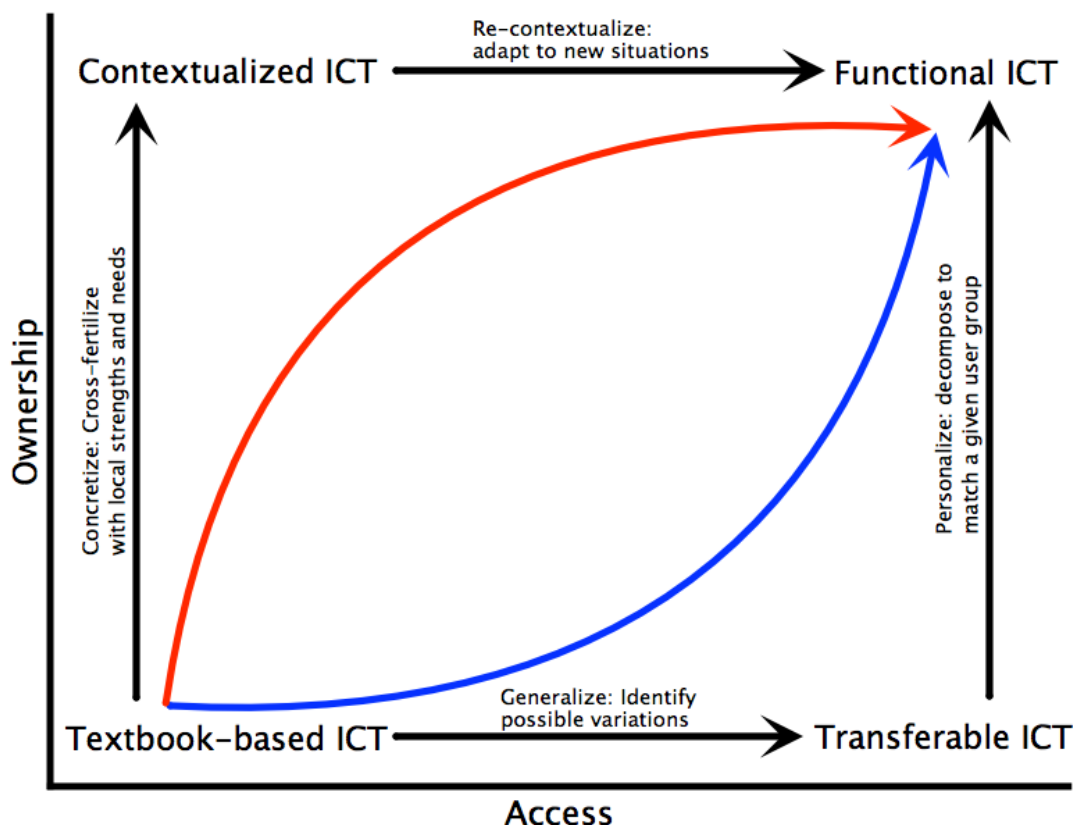 Re-contextualize:
adapt to new situations
Contextualized ICT
Functional ICT
Ownership
Concretize: Cross-fertilize
with local strengths and needs
Personalize: decompose to
match a given user group
Generalize: Identify
possible variations
Textbook-based ICT
Transferable ICT
Access